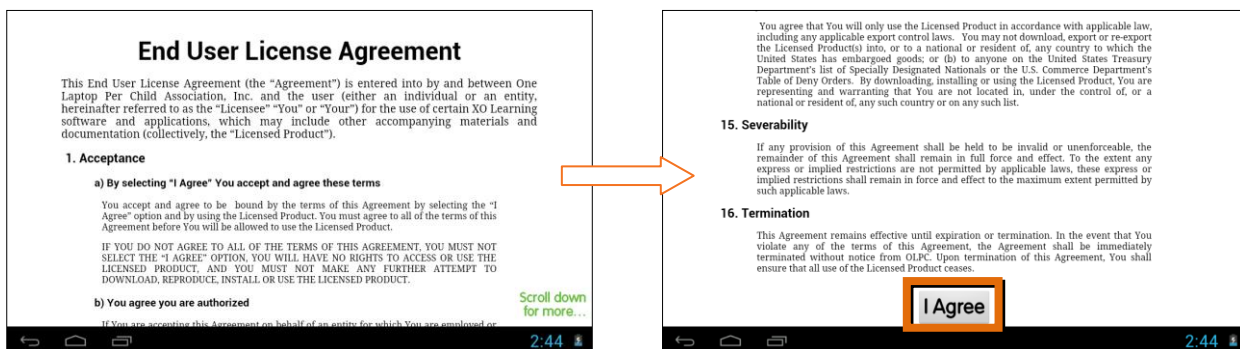 End User License Agreement
This End User License Agreement (the “Agreement”) is entered into by and between One
Laptop Per Child Association, Inc. and the user (either an individual or an entity,
hereinafter referred to as the “Licensee” “You” or “Your”) for the use of certain XO Learning
software and applications, which may include other accompanying materials and
documentation (collectively, the “Licensed Product”).
1. Acceptance
a) By selecting “I Agree” You accept and agree these terms
You accept and agree to be bound by the terms of this Agreement by selecting the “I
Agree” option and by using the Licensed Product. You must agree to all of the terms of this
Agreement before You will be allowed to use the Licensed Product.
IF YOU DO NOT AGREE TO ALL OF THE TERMS OF THIS AGREEMENT, YOU MUST NOT
SELECT THE “I AGREE” OPTION, YOU WILL HAVE NO RIGHTS TO ACCESS OR USE THE
LICENSED PRODUCT, AND YOU MUST NOT MAKE ANY FURTHER ATTEMPT TO
DOWNLOAD, REPRODUCE, INSTALL OR USE THE LICENSED PRODUCT.
b) You agree you are authorized
If You are accepting this Agreement on behalf of an entity for which You are employed or
Scroll down
for more...
2:44
You agree that You will only use the Licensed Product in accordance with applicable law,
including any applicable export control laws. You may not download, export or re-export
the Licensed Product(s) into, or to a national or resident of, any country to which the
United States has embargoed goods; or (b) to anyone on the United States Treasury
Department’s list of Specially Designated Nationals or the U.S. Commerce Department’s
Table of Deny Orders. By downloading, installing or using the Licensed Product, You are
representing and warranting that You are not located in, under the control of, or a
national or resident of, any such country or on any such list.
15. Severability
If any provision of this Agreement shall be held to be invalid or unenforceable, the
remainder of this Agreement shall remain in full force and effect. To the extent any
express or implied restrictions are not permitted by applicable laws, these express or
implied restrictions shall remain in force and effect to the maximum extent permitted by
such applicable laws.
16. Termination
This Agreement remains effective until expiration or termination. In the event that You
violate any of the terms of this Agreement, the Agreement shall be immediately
terminated without notice from OLPC. Upon termination of this Agreement, You shall
ensure that all use of the Licensed Product ceases.
I Agree
2:44